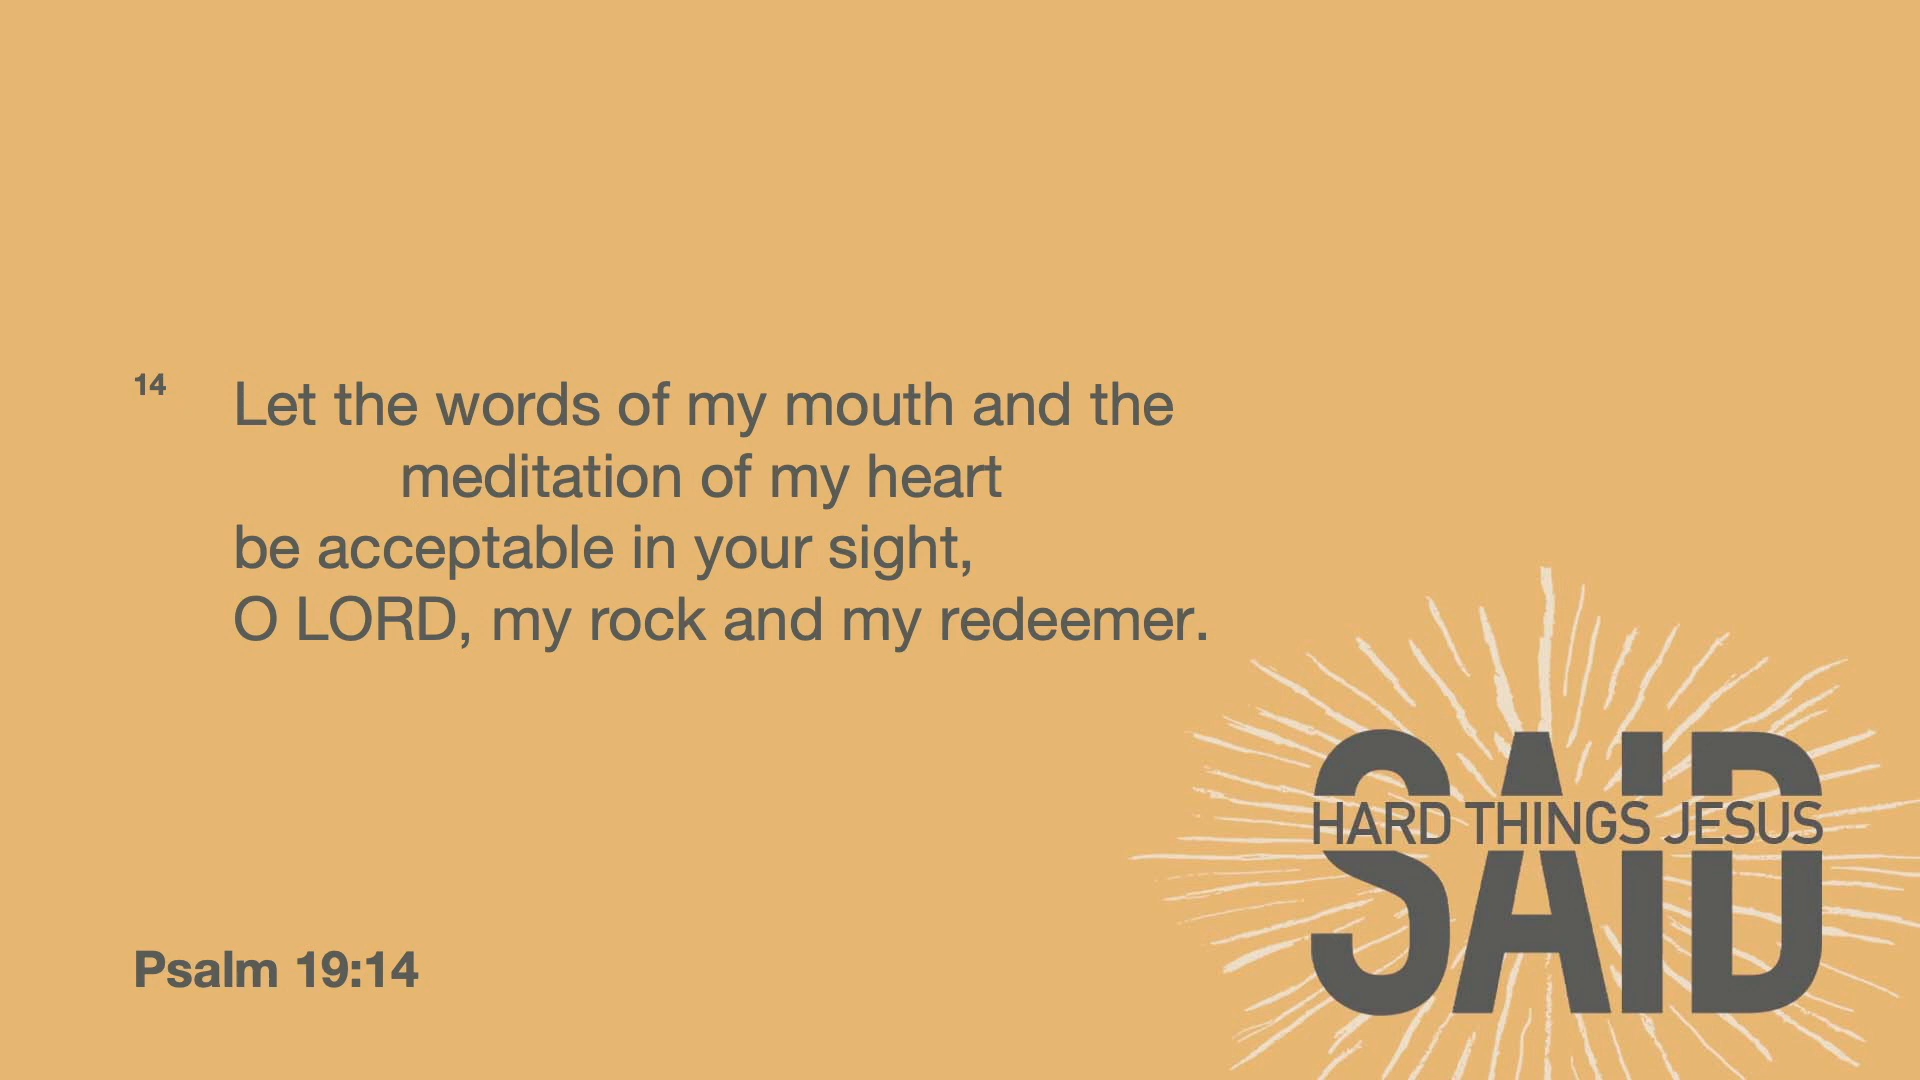 14 Let the words of my mouth and the
meditation of my heart
be acceptable in your sight,
O LORD, my rock and my redeemer.
Psalm 19:14
HARD THINGS JESUS
SAID